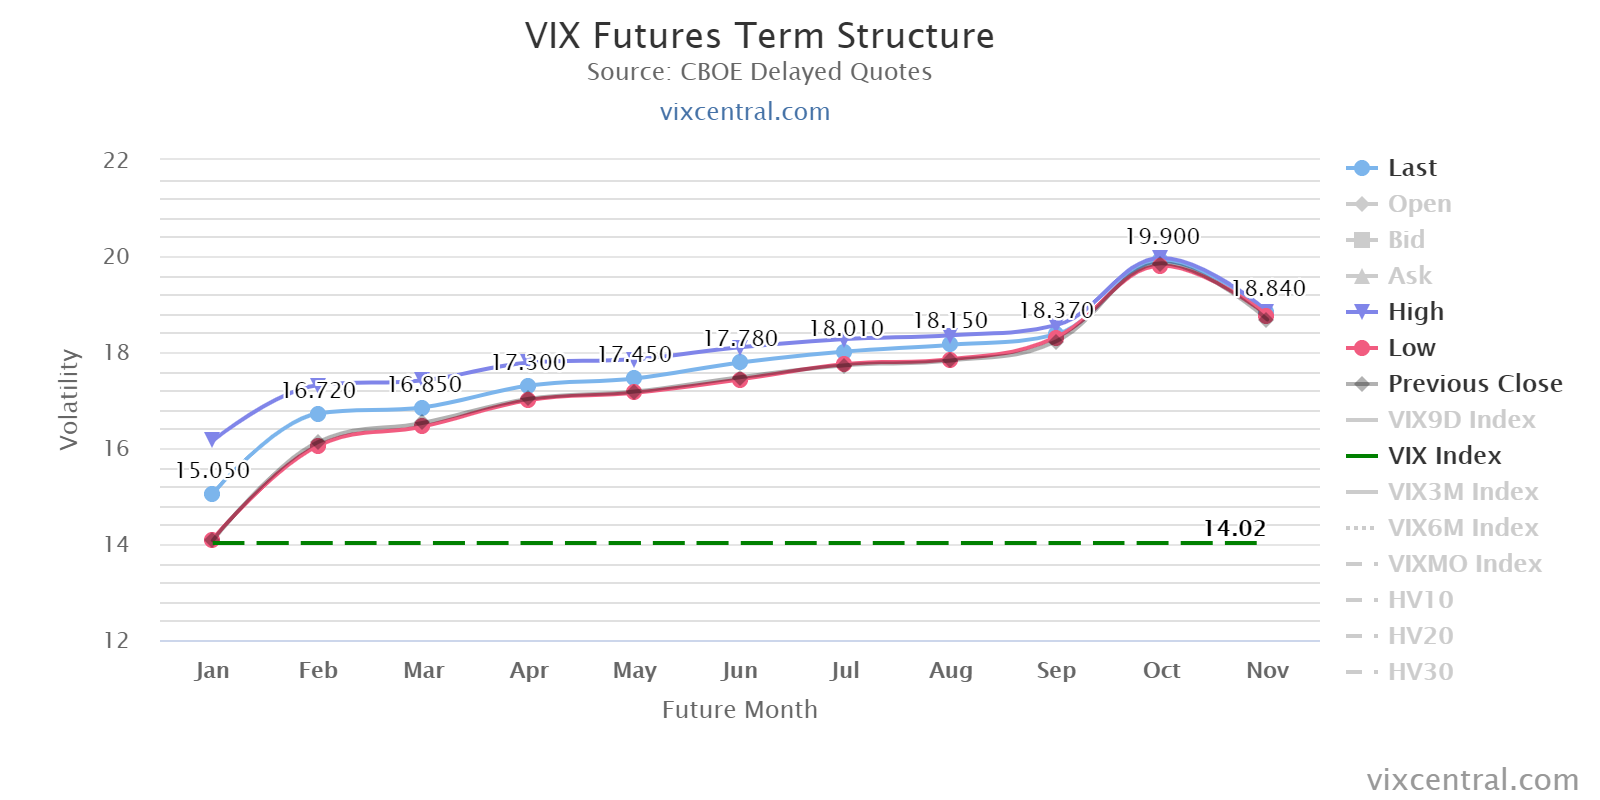 VIX Futures Term Structure
Source: CBOE Delayed Quotes
vixcentral.com
22
20
18
16
14
12
Volatility
15.050
16.720
16.850
17.300
17.450
17.780
18.010
18.150
18.370
19.900
18.840
14.02
Jan
Feb
Mar
Apr
May
Jun
Jul
Aug
Sep
Oct
Nov
Future Month
Last
Open
Bid
Ask
High
Low
Previous Close
VIX9D Index
VIX Index
VIX3M Index
VIX6M Index
VIXMO Index
HV10
HV20
HV30
vixcentral.com